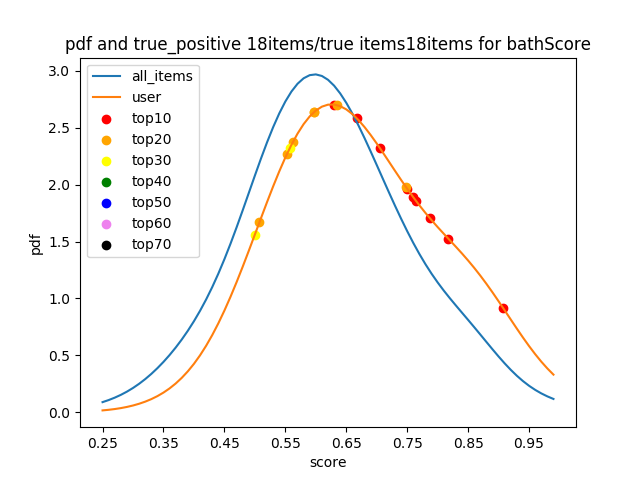 pdf and true_positive 18items/true items18items for bathScore
all_items
user
top10
top20
top30
top40
top50
top60
top70
3.0
2.5
2.0
1.5
1.0
0.5
0.0
pdf
0.25 0.35 0.45 0.55 0.65 0.75 0.85 0.95
score